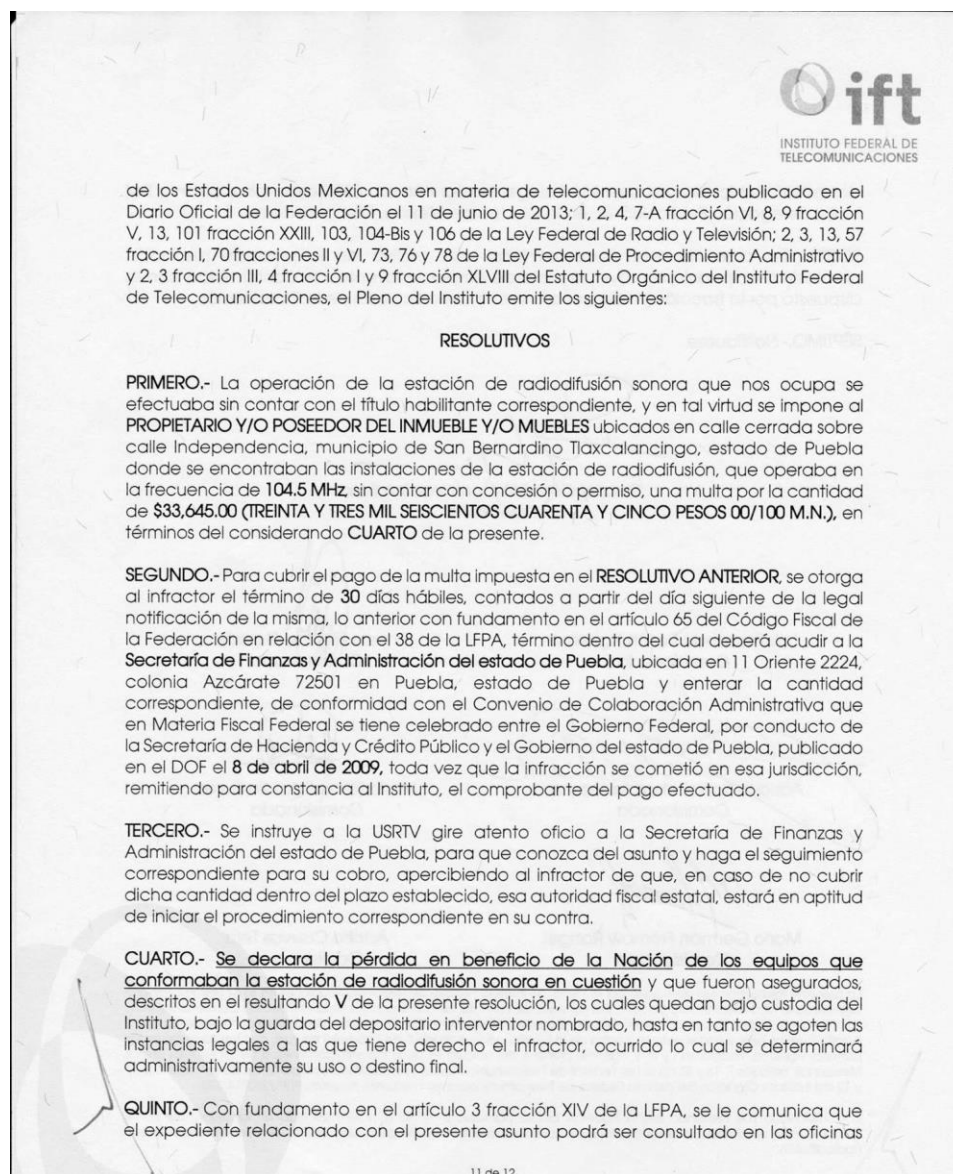 ift
INSTITUTO FEDERAL DE
TELECOMUNICACIONES
de los Estados Unidos Mexicanos en materia de telecomunicaciones publicado en el
Diario Oficial de la Federación el 11 de junio de 2013; 1, 2, 4, 7-A fracción VI, 8, 9 fracción
V, 13, 101 fracción XXIII, 103, 104-Bis y 106 de la Ley Federal de Radio y Televisión; 2, 3, 13, 57
fracción I, 70 fracciones II y VI, 73, 76 y 78 de la Ley Federal de Procedimiento Administrativo
y 2, 3 fracción III, 4 fracción I y 9 fracción XLVIII del Estatuto Orgánico del Instituto Federal
de Telecomunicaciones, el Pleno del Instituto emite los siguientes:
RESOLUTIVOS
PRIMERO.- La operación de la estación de radiodifusión sonora que nos ocupa se
efectuaba sin contar con el título habilitante correspondiente, y en tal virtud se impone al
PROPIETARIO Y/O POSEEDOR DEL INMUEBLE Y/O MUEBLES ubicados en calle cerrada sobre
calle Independencia, municipio de San Bernardino Tlaxcalancingo, estado de Puebla
donde se encontraban las instalaciones de la estación de radiodifusión, que operaba en
la frecuencia de 104.5 MHz, sin contar con concesión o permiso, una multa por la cantidad
de $33,645.00 (TREINTA Y TRES MIL SEISCIENTOS CUARENTA Y CINCO PESOS 00/100 M.N.), en
términos del considerando CUARTO de la presente.
SEGUNDO.- Para cubrir el pago de la multa impuesta en el RESOLUTIVO ANTERIOR, se otorga
al infractor el término de 30 días hábiles, contados a partir del día siguiente de la legal
notificación de la misma, lo anterior con fundamento en el artículo 65 del Código Fiscal de
la Federación en relación con el 38 de la LFPA, término dentro del cual deberá acudir a la
Secretaría de Finanzas y Administración del estado de Puebla, ubicada en 11 Oriente 2224,
colonia Azcárate 72501 en Puebla, estado de Puebla y enterar la cantidad
correspondiente, de conformidad con el Convenio de Colaboración Administrativa que
en Materia Fiscal Federal se tiene celebrado entre el Gobierno Federal, por conducto de
la Secretaría de Hacienda y Crédito Público y el Gobierno del estado de Puebla, publicado
en el DOF el 8 de abril de 2009, toda vez que la infracción se cometió en esa jurisdicción,
remitiendo para constancia al Instituto, el comprobante del pago efectuado.
TERCERO.- Se instruye a la USRTV gire atento oficio a la Secretaría de Finanzas y
Administración del estado de Puebla, para que conozca del asunto y haga el seguimiento
correspondiente para su cobro, apercibiendo al infractor de que, en caso de no cubrir
dicha cantidad dentro del plazo establecido, esa autoridad fiscal estatal, estará en aptitud
de iniciar el procedimiento correspondiente en su contra.
CUARTO.- Se declara la pérdida en beneficio de la Nación de los equipos que
conformaban la estación de radiodifusión sonora en cuestión y que fueron asegurados,
descritos en el resultando V de la presente resolución, los cuales quedan bajo custodia del
Instituto, bajo la guarda del depositario interventor nombrado, hasta en tanto se agoten las
instancias legales a las que tiene derecho el infractor, ocurrido lo cual se determinará
administrativamente su uso o destino final.
QUINTO.- Con fundamento en el artículo 3 fracción XIV de la LFPA, se le comunica que
el expediente relacionado con el presente asunto podrá ser consultado en las oficinas
11 de 12